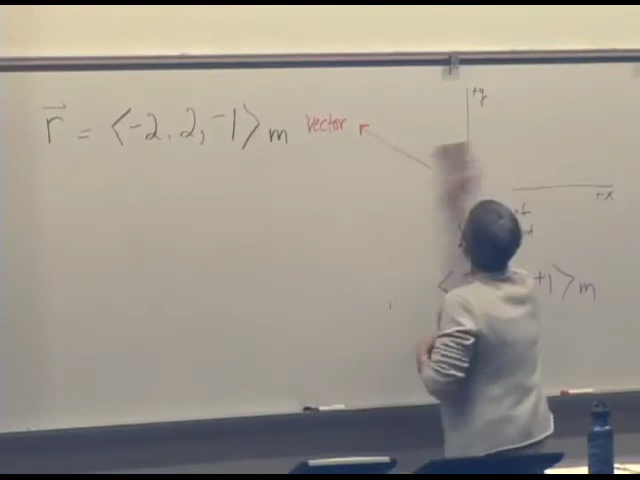 r⃗ = ⟨-2, 2, -1⟩ m
vector r
+y
+x
+1⟩ m